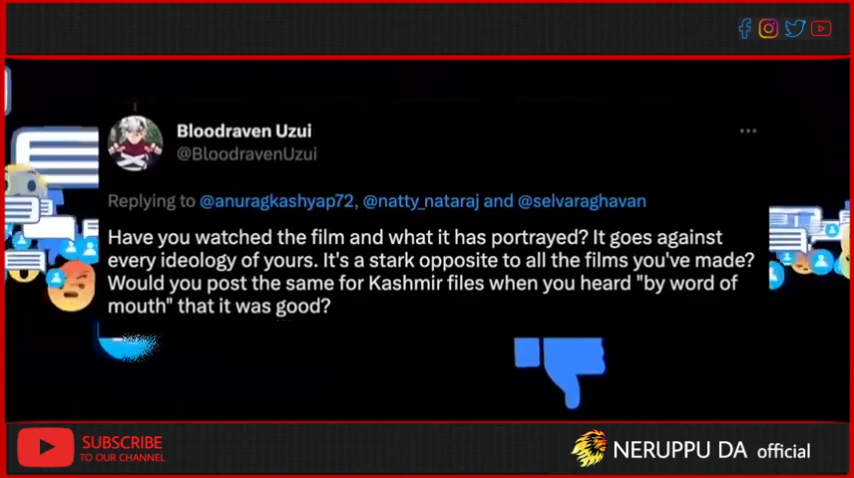 Bloodraven Uzui
@BloodravenUzui
Replying to @anuragkashyap72, @natty_nataraj and @selvaraghavan
Have you watched the film and what it has portrayed? It goes against
every ideology of yours. It's a stark opposite to all the films you've made?
Would you post the same for Kashmir files when you heard "by word of
mouth" that it was good?
SUBSCRIBE
TO OUR CHANNEL
NERUPPU DA official